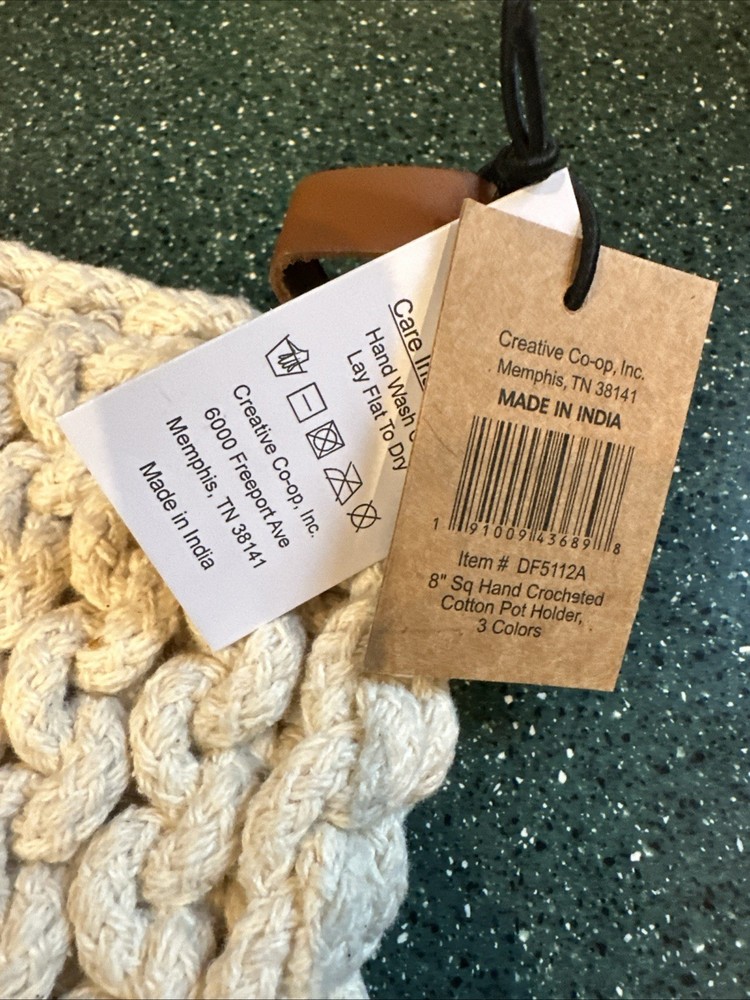 Care
Hand Wash
Lay Flat To Dry
Creative Co-op, Inc.
6000 Freeport Ave
Memphis, TN 38141
Made in India
Creative Co-op, Inc.
Memphis, TN 38141
MADE IN INDIA
1 91009 43689 8
Item # DF5112A
8" Sq Hand Crocheted
Cotton Pot Holder,
3 Colors